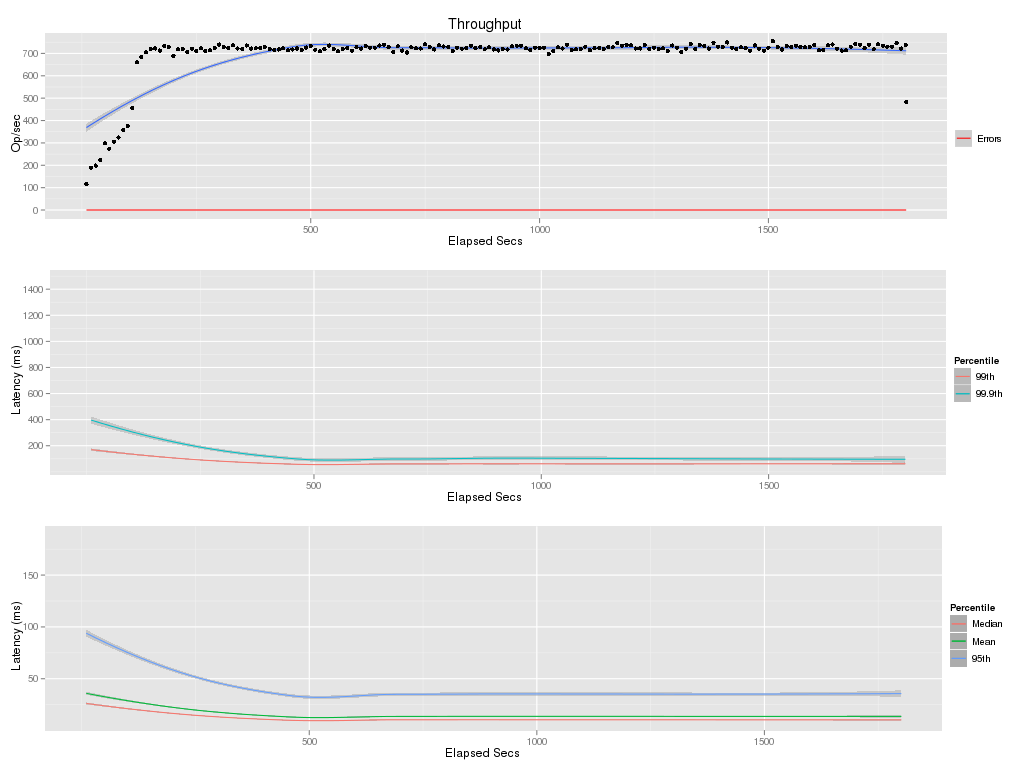 Throughput
700
600
500
400
300
200
100
0
Op/sec
500
1000
1500
Elapsed Secs
Errors
1400
1200
1000
800
600
400
200
Latency (ms)
500
1000
1500
Elapsed Secs
Percentile
99th
99.9th
150
100
50
Latency (ms)
500
1000
1500
Elapsed Secs
Percentile
Median
Mean
95th